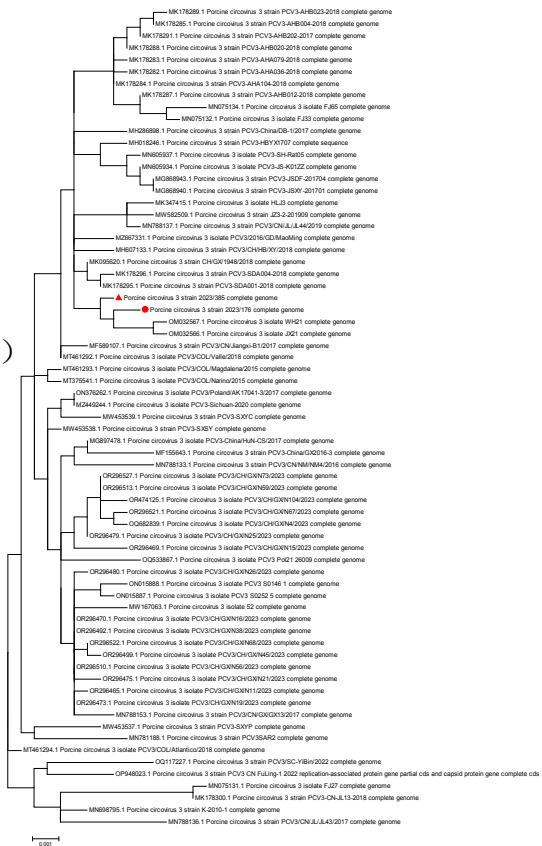 MK178289.1 Porcine circovirus 3 strain PCV3-AHB023-2018 complete genome
MK178285.1 Porcine circovirus 3 strain PCV3-AHB004-2018 complete genome
MK178291.1 Porcine circovirus 3 strain PCV3-AHB202-2017 complete genome
MK178288.1 Porcine circovirus 3 strain PCV3-AHB020-2018 complete genome
MK178283.1 Porcine circovirus 3 strain PCV3-AHA079-2018 complete genome
MK178282.1 Porcine circovirus 3 strain PCV3-AHA036-2018 complete genome
MK178284.1 Porcine circovirus 3 strain PCV3-AHA104-2018 complete genome
MK178287.1 Porcine circovirus 3 strain PCV3-AHB012-2018 complete genome
MN075134.1 Porcine circovirus 3 isolate FJ65 complete genome
MN075132.1 Porcine circovirus 3 isolate FJ33 complete genome
MH286898.1 Porcine circovirus 3 strain PCV3-China/DB-1/2017 complete genome
MH018246.1 Porcine circovirus 3 strain PCV3-HBYX1707 complete sequence
MN605937.1 Porcine circovirus 3 isolate PCV3-SH-Rat05 complete genome
MN605934.1 Porcine circovirus 3 isolate PCV3-JS-K01ZZ complete genome
MG868943.1 Porcine circovirus 3 strain PCV3-JSDF-201704 complete genome
MG868940.1 Porcine circovirus 3 strain PCV3-JSXY-201701 complete genome
MK347415.1 Porcine circovirus 3 isolate HLJ3 complete genome
MW582509.1 Porcine circovirus 3 strain JZ3-2-201909 complete genome
MN788137.1 Porcine circovirus 3 strain PCV3/CN/JL/JL44/2019 complete genome
MZ667331.1 Porcine circovirus 3 isolate PCV3/2016/GD/MaoMing complete genome
MH607133.1 Porcine circovirus 3 strain PCV3/CH/HB/XY/2018 complete genome
MK095620.1 Porcine circovirus 3 strain CH/GX/1948/2018 complete genome
MK178296.1 Porcine circovirus 3 strain PCV3-SDA004-2018 complete genome
MK178295.1 Porcine circovirus 3 strain PCV3-SDA001-2018 complete genome
Porcine circovirus 3 strain 2023/385 complete genome
Porcine circovirus 3 strain 2023/176 complete genome
OM032567.1 Porcine circovirus 3 isolate WH21 complete genome
OM032566.1 Porcine circovirus 3 isolate JX21 complete genome
)
MF589107.1 Porcine circovirus 3 strain PCV3/CN/Jiangxi-B1/2017 complete genome
MT461292.1 Porcine circovirus 3 isolate PCV3/COL/Valle/2018 complete genome
MT461293.1 Porcine circovirus 3 isolate PCV3/COL/Magdalena/2015 complete genome
MT375541.1 Porcine circovirus 3 isolate PCV3/COL/Narino/2015 complete genome
ON376262.1 Porcine circovirus 3 isolate PCV3/Poland/AK17041-3/2017 complete genome
MZ449244.1 Porcine circovirus 3 isolate PCV3-Sichuan-2020 complete genome
MW453539.1 Porcine circovirus 3 strain PCV3-SXYC complete genome
MW453538.1 Porcine circovirus 3 strain PCV3-SXSY complete genome
MG897478.1 Porcine circovirus 3 isolate PCV3-China/HuN-CS/2017 complete genome
MF155643.1 Porcine circovirus 3 strain PCV3-China/GX2016-3 complete genome
MN788133.1 Porcine circovirus 3 strain PCV3/CN/NM/NM4/2016 complete genome
OR296527.1 Porcine circovirus 3 isolate PCV3/CH/GX/N73/2023 complete genome
OR296513.1 Porcine circovirus 3 isolate PCV3/CH/GX/N59/2023 complete genome
OR474125.1 Porcine circovirus 3 isolate PCV3/CH/GX/N104/2023 complete genome
OR296521.1 Porcine circovirus 3 isolate PCV3/CH/GX/N67/2023 complete genome
OQ682839.1 Porcine circovirus 3 isolate PCV3/CH/GX/N4/2023 complete genome
OR296479.1 Porcine circovirus 3 isolate PCV3/CH/GX/N25/2023 complete genome
OR296469.1 Porcine circovirus 3 isolate PCV3/CH/GX/N15/2023 complete genome
OQ533867.1 Porcine circovirus 3 isolate PCV3 Pol21 26009 complete genome
OR296480.1 Porcine circovirus 3 isolate PCV3/CH/GX/N26/2023 complete genome
ON015888.1 Porcine circovirus 3 isolate PCV3 S0146 1 complete genome
ON015887.1 Porcine circovirus 3 isolate PCV3 S0252 5 complete genome
MW167063.1 Porcine circovirus 3 isolate 52 complete genome
OR296470.1 Porcine circovirus 3 isolate PCV3/CH/GX/N16/2023 complete genome
OR296492.1 Porcine circovirus 3 isolate PCV3/CH/GX/N38/2023 complete genome
OR296522.1 Porcine circovirus 3 isolate PCV3/CH/GX/N68/2023 complete genome
OR296499.1 Porcine circovirus 3 isolate PCV3/CH/GX/N45/2023 complete genome
OR296510.1 Porcine circovirus 3 isolate PCV3/CH/GX/N56/2023 complete genome
OR296475.1 Porcine circovirus 3 isolate PCV3/CH/GX/N21/2023 complete genome
OR296465.1 Porcine circovirus 3 isolate PCV3/CH/GX/N11/2023 complete genome
OR296473.1 Porcine circovirus 3 isolate PCV3/CH/GX/N19/2023 complete genome
MN788153.1 Porcine circovirus 3 strain PCV3/CN/GX/GX13/2017 complete genome
MW453537.1 Porcine circovirus 3 strain PCV3-SXYP complete genome
MN781188.1 Porcine circovirus 3 strain PCV3SAR2 complete genome
MT461294.1 Porcine circovirus 3 isolate PCV3/COL/Atlantico/2018 complete genome
OQ117227.1 Porcine circovirus 3 isolate PCV3/SC-YiBin/2022 complete genome
OP948023.1 Porcine circovirus 3 strain PCV3 CN FuLing-1 2022 replication-associated protein gene partial cds and capsid protein gene complete cds
MN075131.1 Porcine circovirus 3 isolate FJ27 complete genome
MK178300.1 Porcine circovirus 3 strain PCV3-CN-JL13-2018 complete genome
MN698795.1 Porcine circovirus 3 strain K-2010-1 complete genome
MN788136.1 Porcine circovirus 3 strain PCV3/CN/JL/JL43/2017 complete genome
0.001